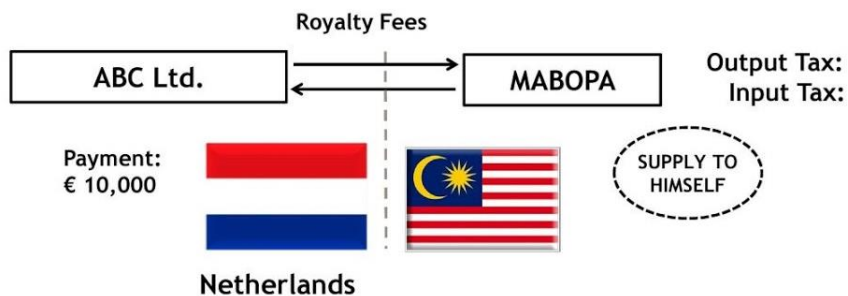 Royalty Fees
ABC Ltd.
MABOPA
Output Tax:
Input Tax:
Payment:
€ 10,000
SUPPLY TO
HIMSELF
Netherlands